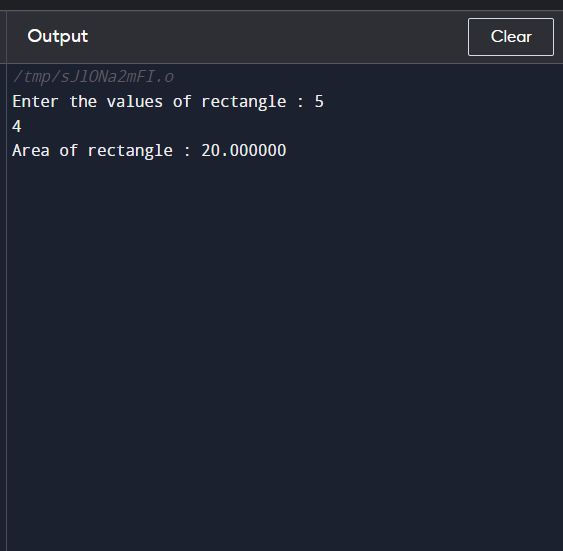 Output
Clear
/tmp/sJlONa2mFI.o
Enter the values of rectangle : 5
4
Area of rectangle : 20.000000